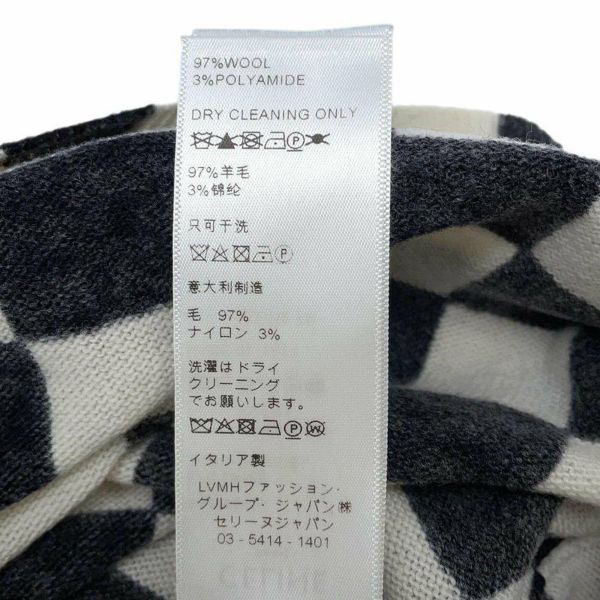 97%WOOL
3%POLYAMIDE
DRY CLEANING ONLY
P
97%羊毛
3%锦纶
只可干洗
P
意大利制造
毛 97%
ナイロン 3%
洗濯はドライ
クリーニング
でお願いします。
P W
イタリア製
LVMHファッション・
グループ・ジャパン㈱
セリーヌジャパン
03-5414-1401